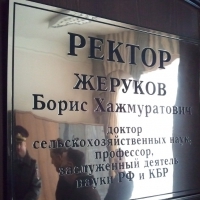 РЕКТОР
ЖЕРУКОВ
Борис Хажмуратович
доктор
сельскохозяйственных наук,
профессор,
заслуженный деятель
науки РФ и КБР